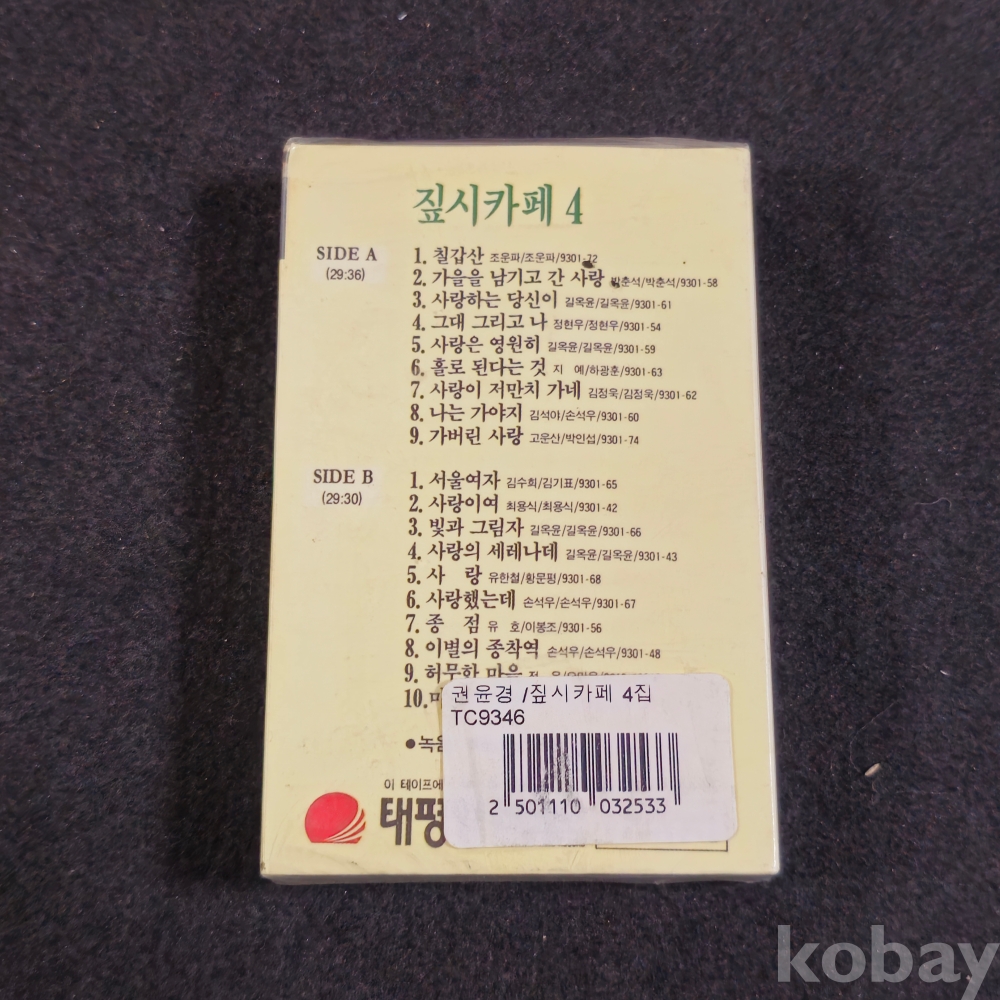 짚시카페 4
SIDE A
(29:36)
1. 칠갑산 조운파/조운파/9301-72
2. 가을을 남기고 간 사랑 박춘석/박춘석/9301-58
3. 사랑하는 당신이 길옥윤/길옥윤/9301-61
4. 그대 그리고 나 정현우/정현우/9301-54
5. 사랑은 영원히 길옥윤/길옥윤/9301-59
6. 홀로 된다는 것 지 예/하광훈/9301-63
7. 사랑이 저만치 가네 김정욱/김정욱/9301-62
8. 나는 가야지 김석야/손석우/9301-60
9. 가버린 사랑 고운산/박인섭/9301-74
SIDE B
(29:30)
1. 서울여자 김수희/김기표/9301-65
2. 사랑이여 최용식/최용식/9301-42
3. 빛과 그림자 길옥윤/길옥윤/9301-66
4. 사랑의 세레나데 길옥윤/길옥윤/9301-43
5. 사 랑 유한철/황문평/9301-68
6. 사랑했는데 손석우/손석우/9301-67
7. 종 점 유 호/이봉조/9301-56
8. 이별의 종착역 손석우/손석우/9301-48
9. 허무한 마음
10.
권윤경 /짚시카페 4집
TC9346
2 501110 032533
●녹음
이 테이프에
태평
kobay